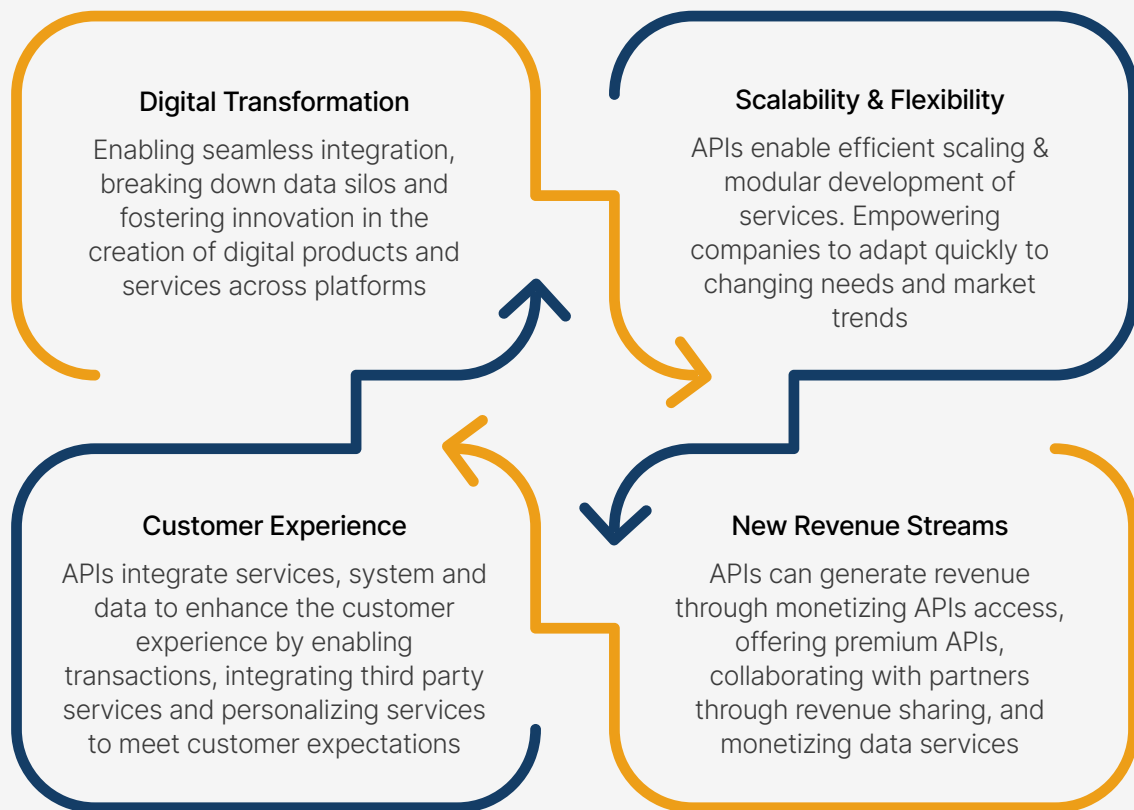 Digital Transformation
Enabling seamless integration,
breaking down data silos and
fostering innovation in the
creation of digital products and
services across platforms
Scalability & Flexibility
APIs enable efficient scaling &
modular development of
services. Empowering
companies to adapt quickly to
changing needs and market
trends
Customer Experience
APIs integrate services, system and
data to enhance the customer
experience by enabling
transactions, integrating third party
services and personalizing services
to meet customer expectations
New Revenue Streams
APIs can generate revenue
through monetizing APIs access,
offering premium APIs,
collaborating with partners
through revenue sharing, and
monetizing data services